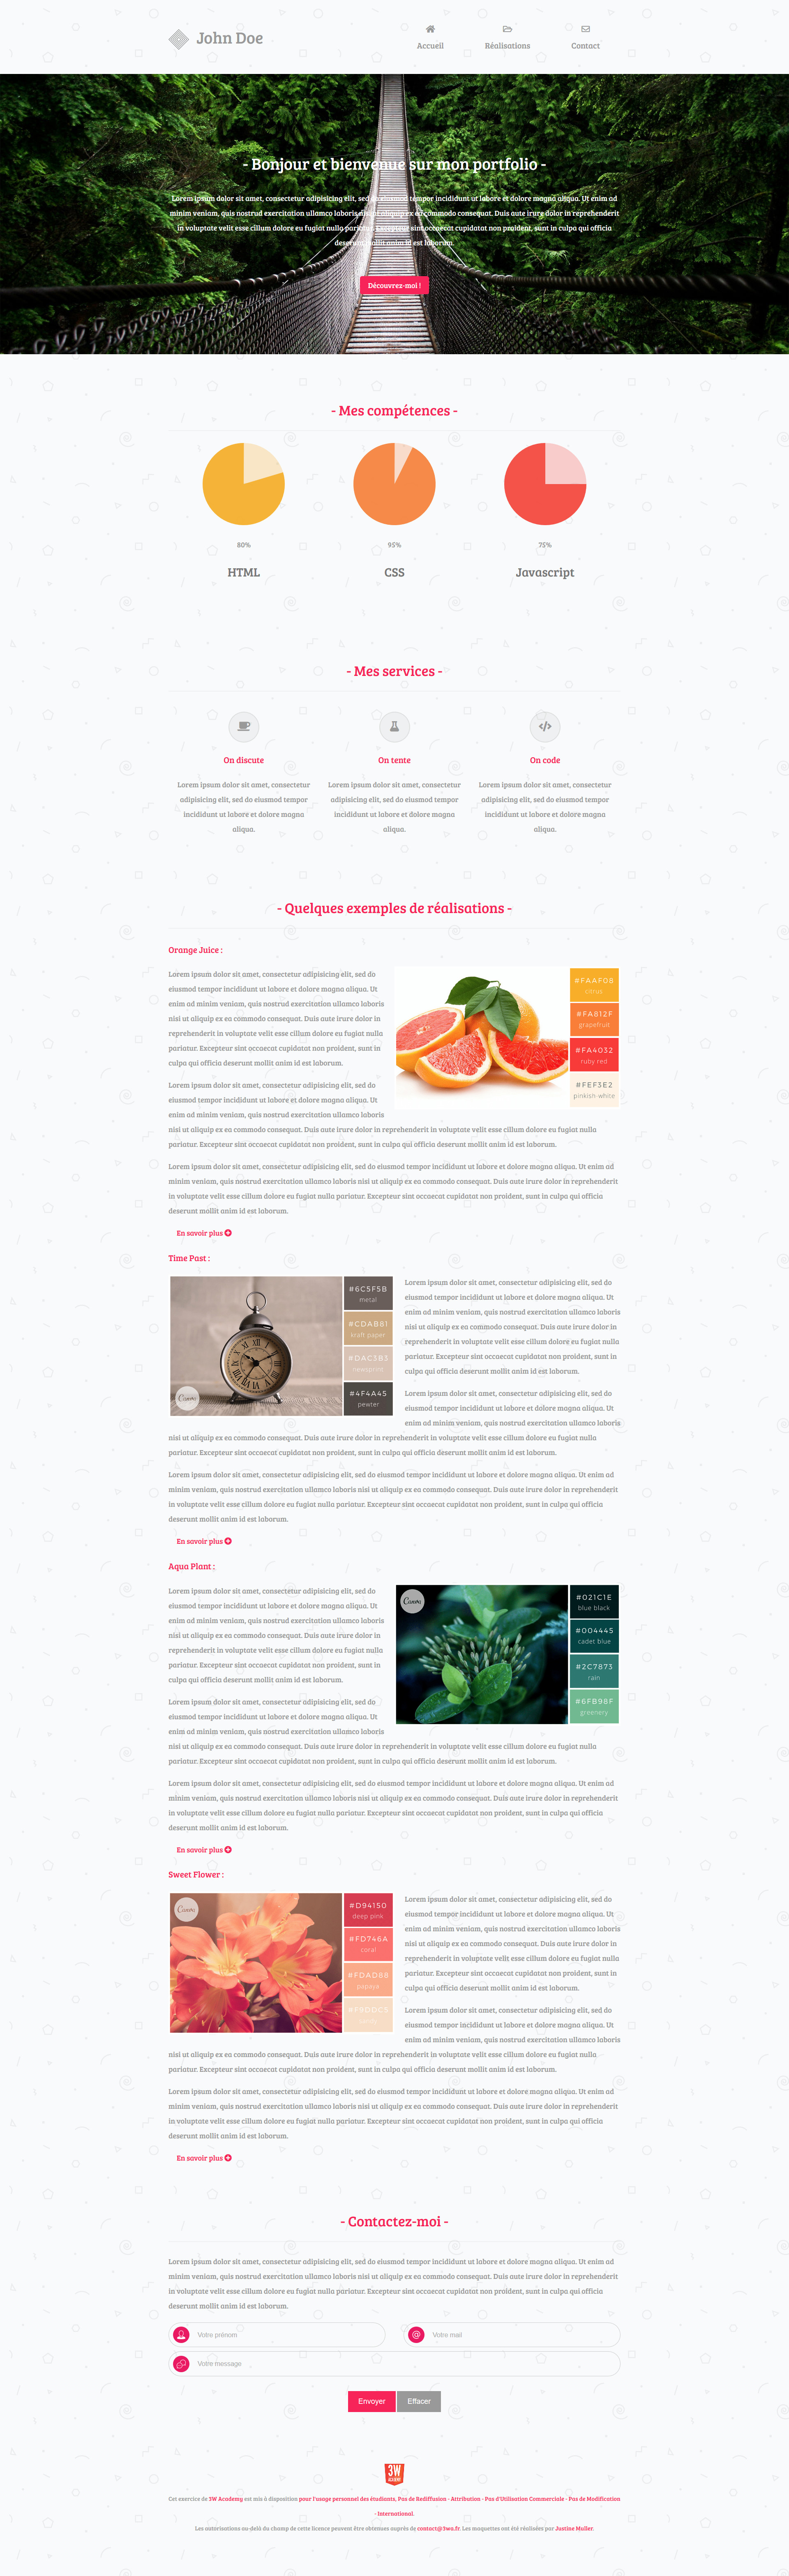 John Doe
Accueil
Réalisations
Contact
- Bonjour et bienvenue sur mon portfolio -
Lorem ipsum dolor sit amet, consectetur adipisicing elit, sed do eiusmod tempor incididunt ut labore et dolore magna aliqua. Ut enim ad
minim veniam, quis nostrud exercitation ullamco laboris nisi ut aliquip ex ea commodo consequat. Duis aute irure dolor in reprehenderit
in voluptate velit esse cillum dolore eu fugiat nulla pariatur. Excepteur sint occaecat cupidatat non proident, sunt in culpa qui officia
deserunt mollit anim id est laborum.
Découvrez-moi !
- Mes compétences -
80%
95%
75%
HTML
CSS
Javascript
- Mes services -
On discute
On tente
On code
Lorem ipsum dolor sit amet, consectetur
adipisicing elit, sed do eiusmod tempor
incididunt ut labore et dolore magna
aliqua.
Lorem ipsum dolor sit amet, consectetur
adipisicing elit, sed do eiusmod tempor
incididunt ut labore et dolore magna
aliqua.
Lorem ipsum dolor sit amet, consectetur
adipisicing elit, sed do eiusmod tempor
incididunt ut labore et dolore magna
aliqua.
- Quelques exemples de réalisations -
Orange Juice :
Lorem ipsum dolor sit amet, consectetur adipisicing elit, sed do
eiusmod tempor incididunt ut labore et dolore magna aliqua. Ut
enim ad minim veniam, quis nostrud exercitation ullamco laboris
nisi ut aliquip ex ea commodo consequat. Duis aute irure dolor in
reprehenderit in voluptate velit esse cillum dolore eu fugiat nulla
pariatur. Excepteur sint occaecat cupidatat non proident, sunt in
culpa qui officia deserunt mollit anim id est laborum.
#FAAF08
citrus
#FA812F
grapefruit
#FA4032
ruby red
#FEF3E2
pinkish-white
Lorem ipsum dolor sit amet, consectetur adipisicing elit, sed do
eiusmod tempor incididunt ut labore et dolore magna aliqua. Ut
enim ad minim veniam, quis nostrud exercitation ullamco laboris
nisi ut aliquip ex ea commodo consequat. Duis aute irure dolor in reprehenderit in voluptate velit esse cillum dolore eu fugiat nulla
pariatur. Excepteur sint occaecat cupidatat non proident, sunt in culpa qui officia deserunt mollit anim id est laborum.
Lorem ipsum dolor sit amet, consectetur adipisicing elit, sed do eiusmod tempor incididunt ut labore et dolore magna aliqua. Ut enim ad
minim veniam, quis nostrud exercitation ullamco laboris nisi ut aliquip ex ea commodo consequat. Duis aute irure dolor in reprehenderit
in voluptate velit esse cillum dolore eu fugiat nulla pariatur. Excepteur sint occaecat cupidatat non proident, sunt in culpa qui officia
deserunt mollit anim id est laborum.
En savoir plus
Time Past :
Canva
#6C5F5B
metal
#CDAB81
kraft paper
#DAC3B3
newsprint
#4F4A45
pewter
Lorem ipsum dolor sit amet, consectetur adipisicing elit, sed do
eiusmod tempor incididunt ut labore et dolore magna aliqua. Ut
enim ad minim veniam, quis nostrud exercitation ullamco laboris
nisi ut aliquip ex ea commodo consequat. Duis aute irure dolor in
reprehenderit in voluptate velit esse cillum dolore eu fugiat nulla
pariatur. Excepteur sint occaecat cupidatat non proident, sunt in
culpa qui officia deserunt mollit anim id est laborum.
Lorem ipsum dolor sit amet, consectetur adipisicing elit, sed do
eiusmod tempor incididunt ut labore et dolore magna aliqua. Ut
enim ad minim veniam, quis nostrud exercitation ullamco laboris
nisi ut aliquip ex ea commodo consequat. Duis aute irure dolor in reprehenderit in voluptate velit esse cillum dolore eu fugiat nulla
pariatur. Excepteur sint occaecat cupidatat non proident, sunt in culpa qui officia deserunt mollit anim id est laborum.
Lorem ipsum dolor sit amet, consectetur adipisicing elit, sed do eiusmod tempor incididunt ut labore et dolore magna aliqua. Ut enim ad
minim veniam, quis nostrud exercitation ullamco laboris nisi ut aliquip ex ea commodo consequat. Duis aute irure dolor in reprehenderit
in voluptate velit esse cillum dolore eu fugiat nulla pariatur. Excepteur sint occaecat cupidatat non proident, sunt in culpa qui officia
deserunt mollit anim id est laborum.
En savoir plus
Aqua Plant :
Lorem ipsum dolor sit amet, consectetur adipisicing elit, sed do
eiusmod tempor incididunt ut labore et dolore magna aliqua. Ut
enim ad minim veniam, quis nostrud exercitation ullamco laboris
nisi ut aliquip ex ea commodo consequat. Duis aute irure dolor in
reprehenderit in voluptate velit esse cillum dolore eu fugiat nulla
pariatur. Excepteur sint occaecat cupidatat non proident, sunt in
culpa qui officia deserunt mollit anim id est laborum.
Canva
#021C1E
blue black
#004445
cadet blue
#2C7873
rain
#6FB98F
greenery
Lorem ipsum dolor sit amet, consectetur adipisicing elit, sed do
eiusmod tempor incididunt ut labore et dolore magna aliqua. Ut
enim ad minim veniam, quis nostrud exercitation ullamco laboris
nisi ut aliquip ex ea commodo consequat. Duis aute irure dolor in reprehenderit in voluptate velit esse cillum dolore eu fugiat nulla
pariatur. Excepteur sint occaecat cupidatat non proident, sunt in culpa qui officia deserunt mollit anim id est laborum.
Lorem ipsum dolor sit amet, consectetur adipisicing elit, sed do eiusmod tempor incididunt ut labore et dolore magna aliqua. Ut enim ad
minim veniam, quis nostrud exercitation ullamco laboris nisi ut aliquip ex ea commodo consequat. Duis aute irure dolor in reprehenderit
in voluptate velit esse cillum dolore eu fugiat nulla pariatur. Excepteur sint occaecat cupidatat non proident, sunt in culpa qui officia
deserunt mollit anim id est laborum.
En savoir plus
Sweet Flower :
Canva
#D94150
deep pink
#FD746A
coral
#FDAD88
papaya
Lorem ipsum dolor sit amet, consectetur adipisicing elit, sed do
eiusmod tempor incididunt ut labore et dolore magna aliqua. Ut
enim ad minim veniam, quis nostrud exercitation ullamco laboris
nisi ut aliquip ex ea commodo consequat. Duis aute irure dolor in
reprehenderit in voluptate velit esse cillum dolore eu fugiat nulla
pariatur. Excepteur sint occaecat cupidatat non proident, sunt in
culpa qui officia deserunt mollit anim id est laborum.
Lorem ipsum dolor sit amet, consectetur adipisicing elit, sed do
eiusmod tempor incididunt ut labore et dolore magna aliqua. Ut
enim ad minim veniam, quis nostrud exercitation ullamco laboris
nisi ut aliquip ex ea commodo consequat. Duis aute irure dolor in reprehenderit in voluptate velit esse cillum dolore eu fugiat nulla
pariatur. Excepteur sint occaecat cupidatat non proident, sunt in culpa qui officia deserunt mollit anim id est laborum.
Lorem ipsum dolor sit amet, consectetur adipisicing elit, sed do eiusmod tempor incididunt ut labore et dolore magna aliqua. Ut enim ad
minim veniam, quis nostrud exercitation ullamco laboris nisi ut aliquip ex ea commodo consequat. Duis aute irure dolor in reprehenderit
in voluptate velit esse cillum dolore eu fugiat nulla pariatur. Excepteur sint occaecat cupidatat non proident, sunt in culpa qui officia
deserunt mollit anim id est laborum.
En savoir plus
- Contactez-moi -
Lorem ipsum dolor sit amet, consectetur adipisicing elit, sed do eiusmod tempor incididunt ut labore et dolore magna aliqua. Ut enim ad
minim veniam, quis nostrud exercitation ullamco laboris nisi ut aliquip ex ea commodo consequat. Duis aute irure dolor in reprehenderit
in voluptate velit esse cillum dolore eu fugiat nulla pariatur. Excepteur sint occaecat cupidatat non proident, sunt in culpa qui officia
deserunt mollit anim id est laborum.
Votre prénom
Votre mail
Votre message
Envoyer
Effacer
3W
Cet exercice de 3W Academy est mis à disposition pour l'usage personnel des étudiants, Pas de Rediffusion - Attribution - Pas d'Utilisation Commerciale - Pas de Modification
- International.
Les autorisations au-delà du champ de cette licence peuvent être obtenues auprès de contact@3wa.fr. Les maquettes ont été réalisées par Justine Muller.